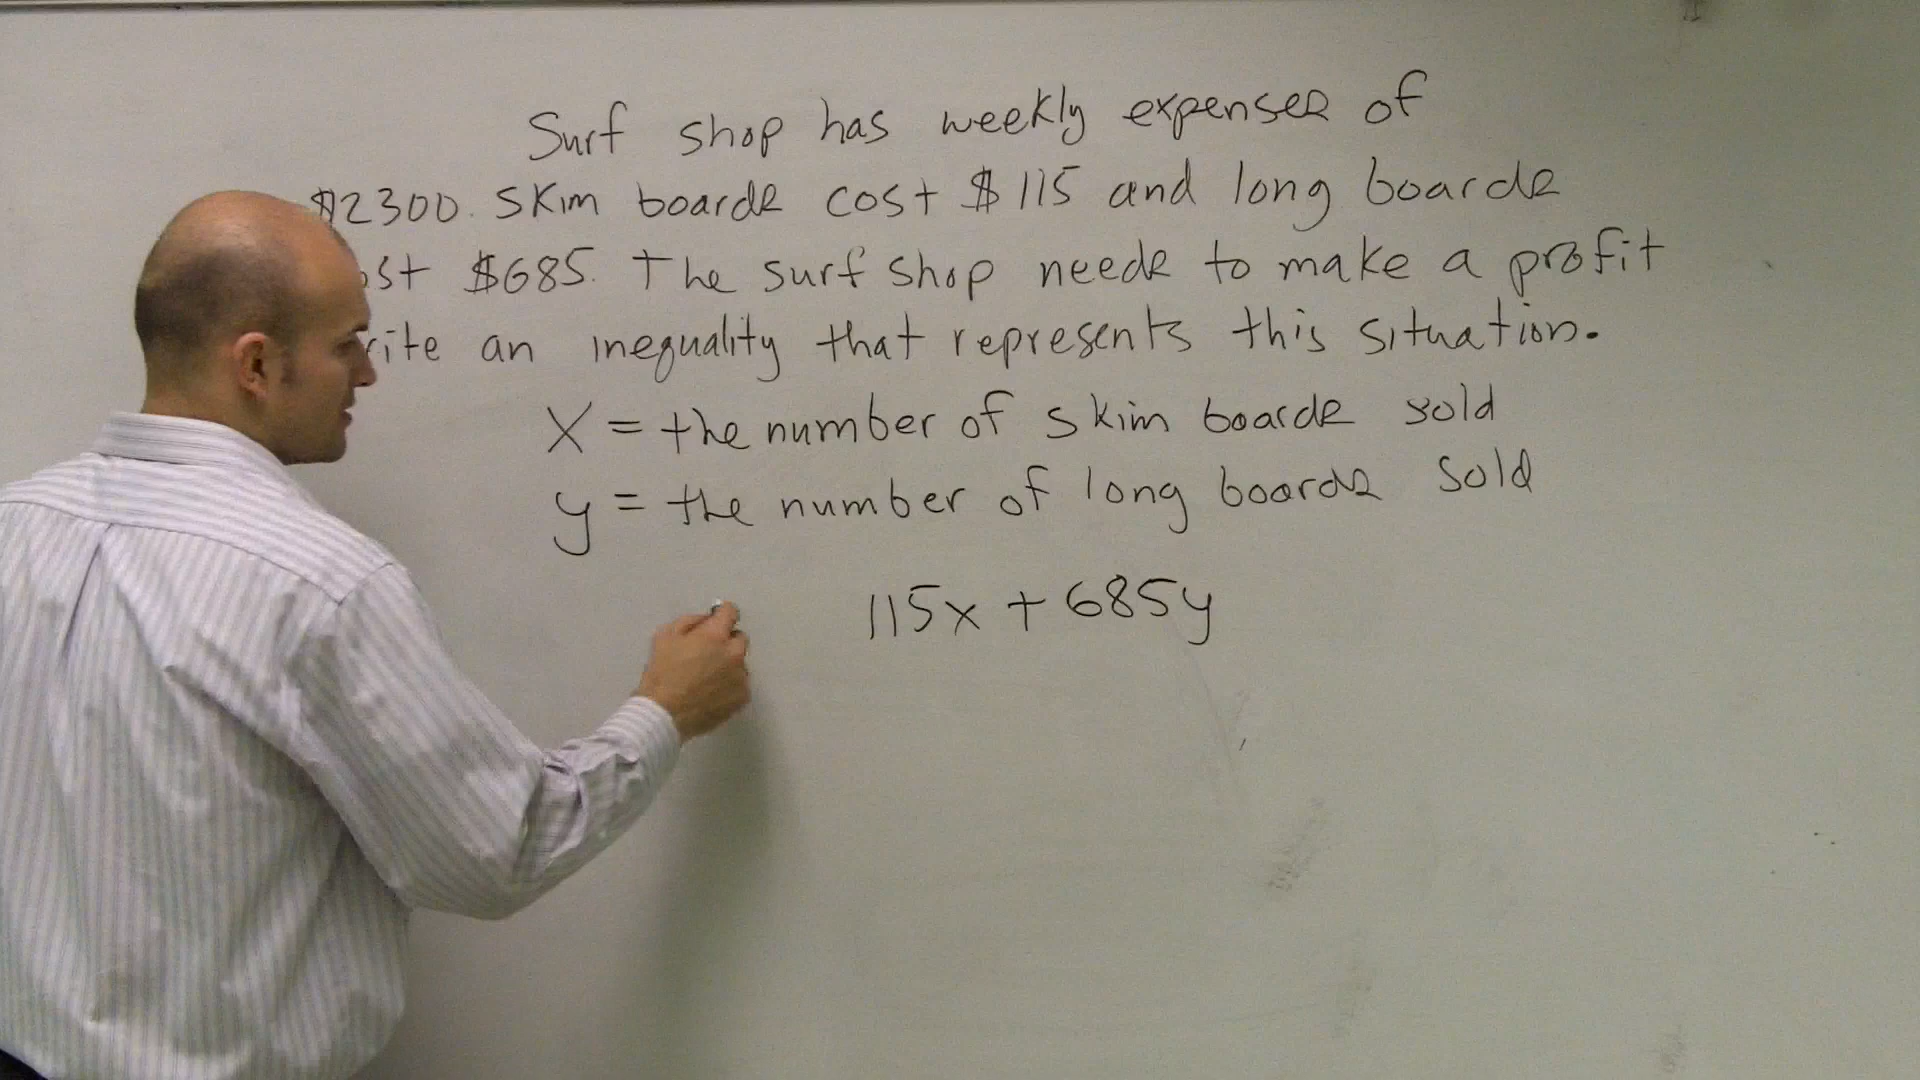 Surf shop has weekly expenses of
$2300. Skim boards cost $115 and long boards
ost $685. The surf shop needs to make a profit
rite an inequality that represents this situation.
X = the number of skim boards sold
y = the number of long boards sold
115x + 685y